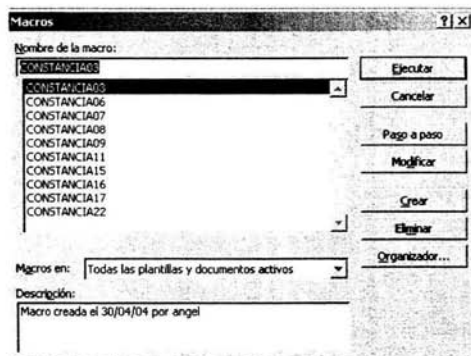 Macros
Nombre de la macro:
CONSTANCIA03
CONSTANCIA03
CONSTANCIA06
CONSTANCIA07
CONSTANCIA08
CONSTANCIA09
CONSTANCIA11
CONSTANCIA15
CONSTANCIA16
CONSTANCIA17
CONSTANCIA22
Ejecutar
Cancelar
Paso a paso
Modificar
Crear
Eliminar
Organizador...
Macros en: Todas las plantillas y documentos activos
Descripción:
Macro creada el 30/04/04 por angel